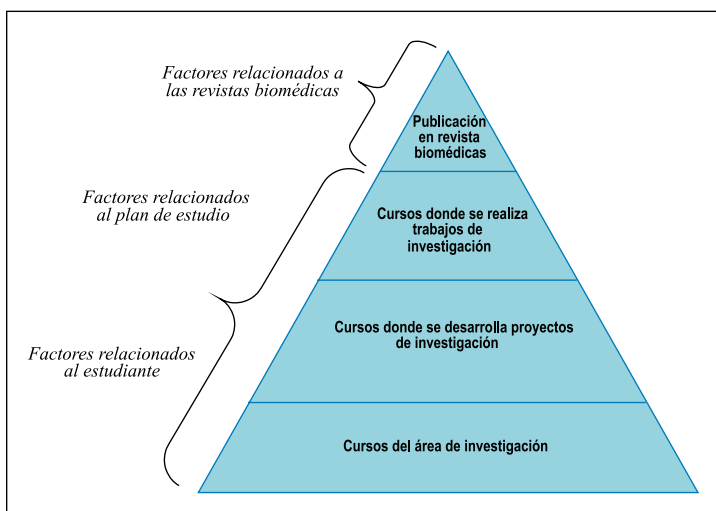 Factores relacionados a
las revistas biomédicas
Publicación
en revista
biomédicas
Factores relacionados
al plan de estudio
Cursos donde se realiza
trabajos de
investigación
Factores relacionados
al estudiante
Cursos donde se desarrolla proyectos
de investigación
Cursos del área de investigación